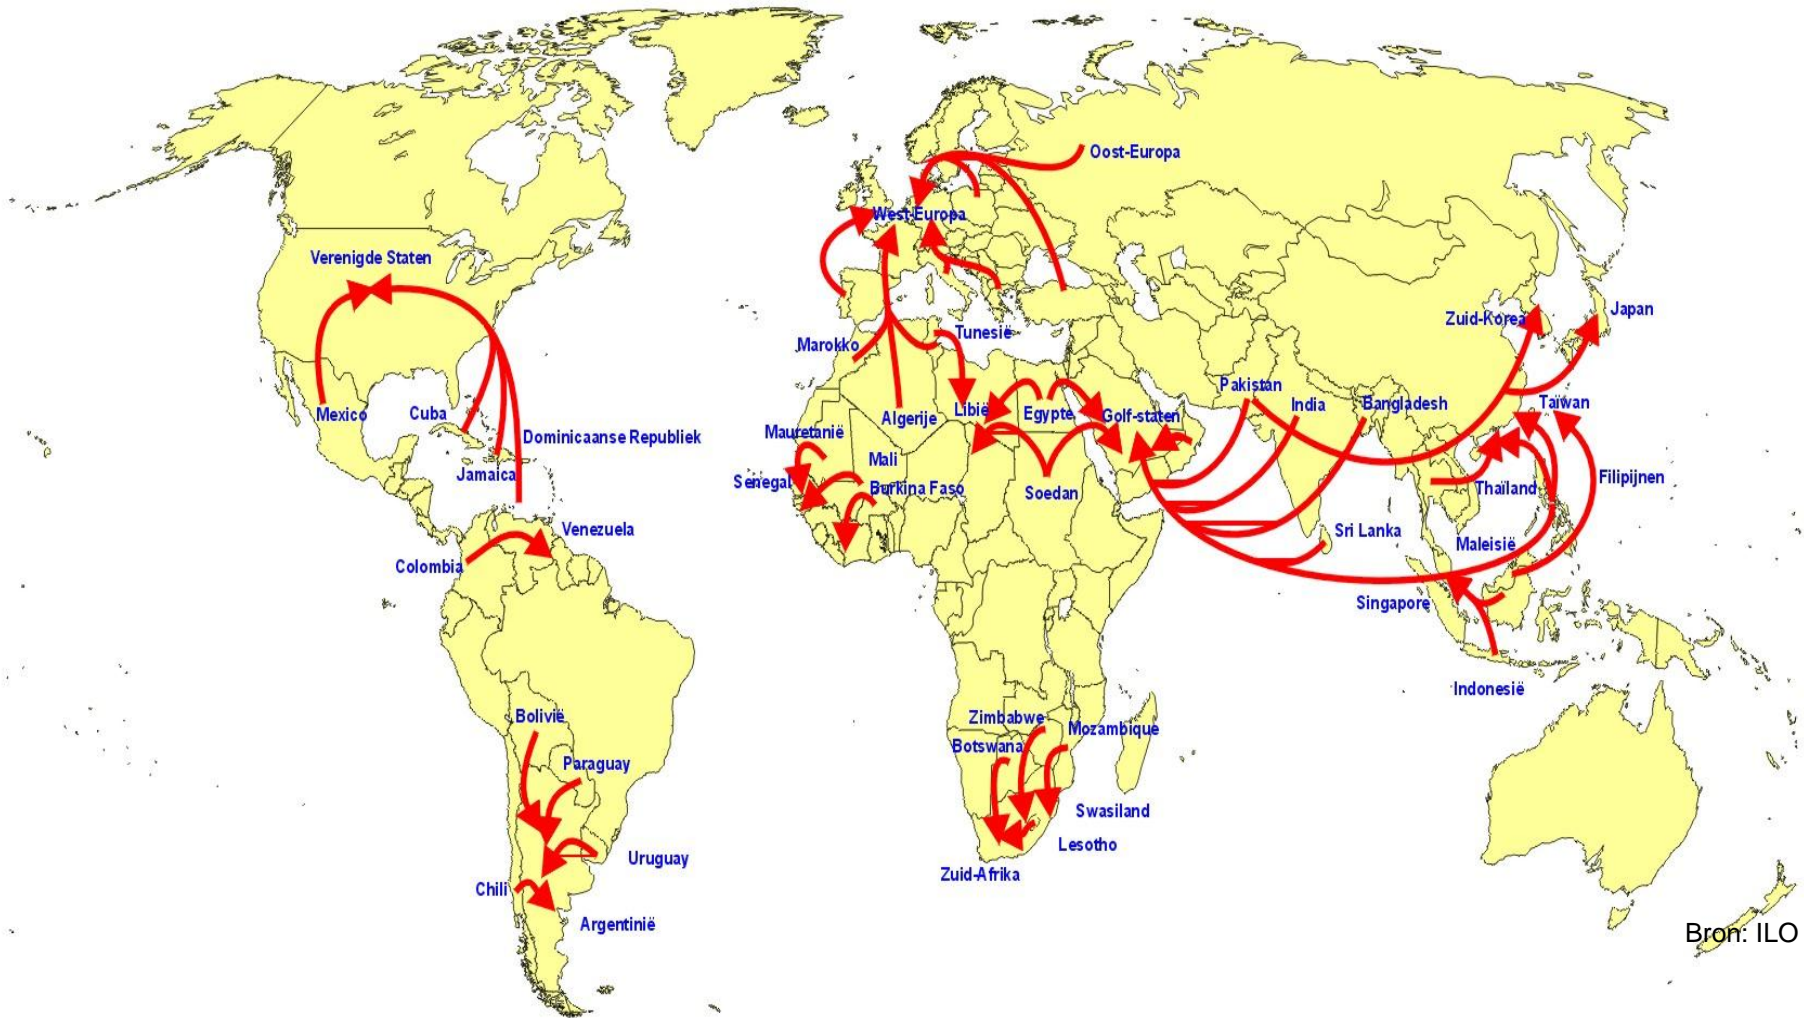 Oost-Europa
West-Europa
Verenigde Staten
Japan
Zuid-Korea
Tunesië
Marokko
Pakistan
India
Bangladesh
Taïwan
Mexico
Cuba
Algerije
Libië
Egypte
Golf-staten
Dominicaanse Republiek
Mauretanië
Mali
Jamaica
Senegal
Burkina Faso
Soedan
Thaïland
Filipijnen
Venezuela
Sri Lanka
Maleisië
Colombia
Singapore
Indonesië
Bolivië
Zimbabwe
Mozambique
Botswana
Paraguay
Swasiland
Lesotho
Uruguay
Zuid-Afrika
Chili
Argentinië
Bron: ILO